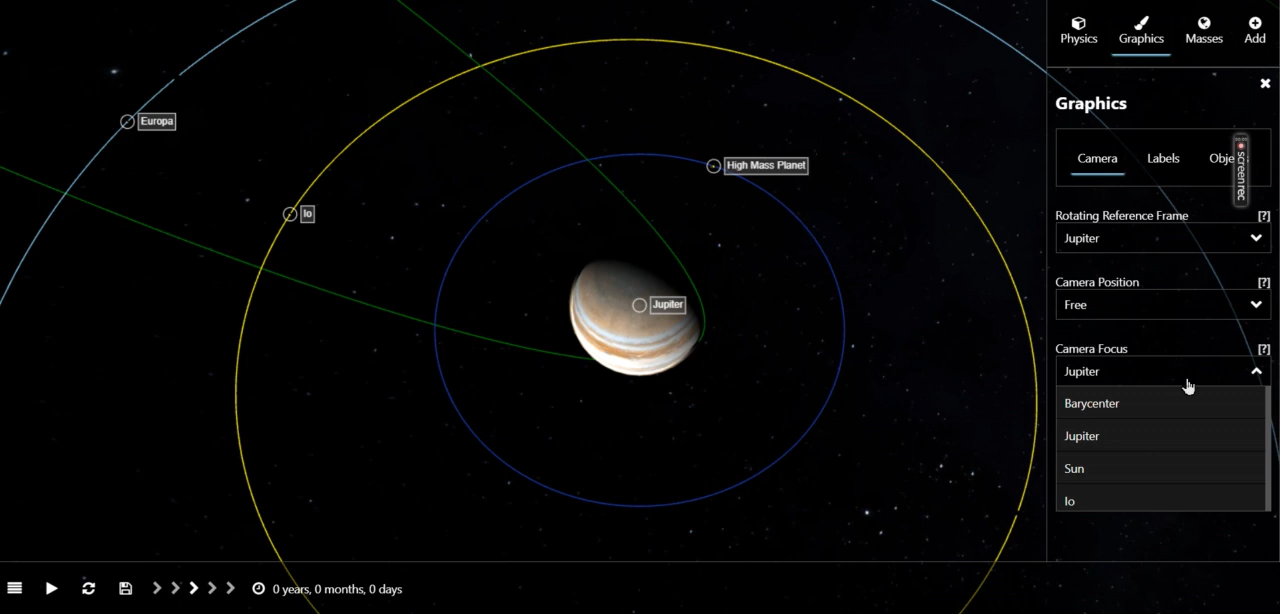 Physics Graphics Masses Add
Graphics
Camera Labels Obje
screenrec
Rotating Reference Frame [?]
Jupiter
Camera Position [?]
Free
Camera Focus [?]
Jupiter
Barycenter
Jupiter
Sun
Io
Europa
High Mass Planet
Io
Jupiter
0 years, 0 months, 0 days